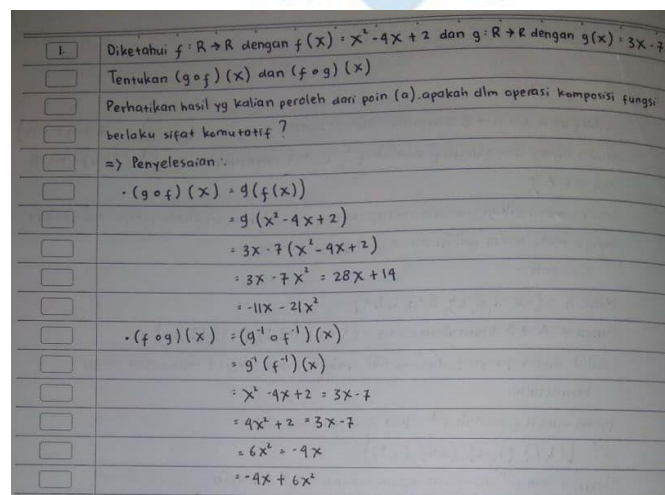 1. Diketahui f : R → R dengan f(x) = x² - 4x + 2 dan g : R → R dengan g(x) = 3x - 7
Tentukan (g o f) (x) dan (f o g) (x)
Perhatikan hasil yg kalian peroleh dari poin (a). apakah dlm operasi komposisi fungsi
berlaku sifat komutatif ?
=> Penyelesaian :
· (g o f) (x) = g(f(x))
= g (x² - 4x + 2)
= 3x - 7 (x² - 4x + 2)
= 3x - 7x² = 28x + 14
= -11x - 21x²
· (f o g) (x) = (g⁻¹ o f⁻¹) (x)
= g¹ (f⁻¹) (x)
= x² - 4x + 2 = 3x - 7
= 4x² + 2 = 3x - 7
= 6x² = -4x
= -4x + 6x²